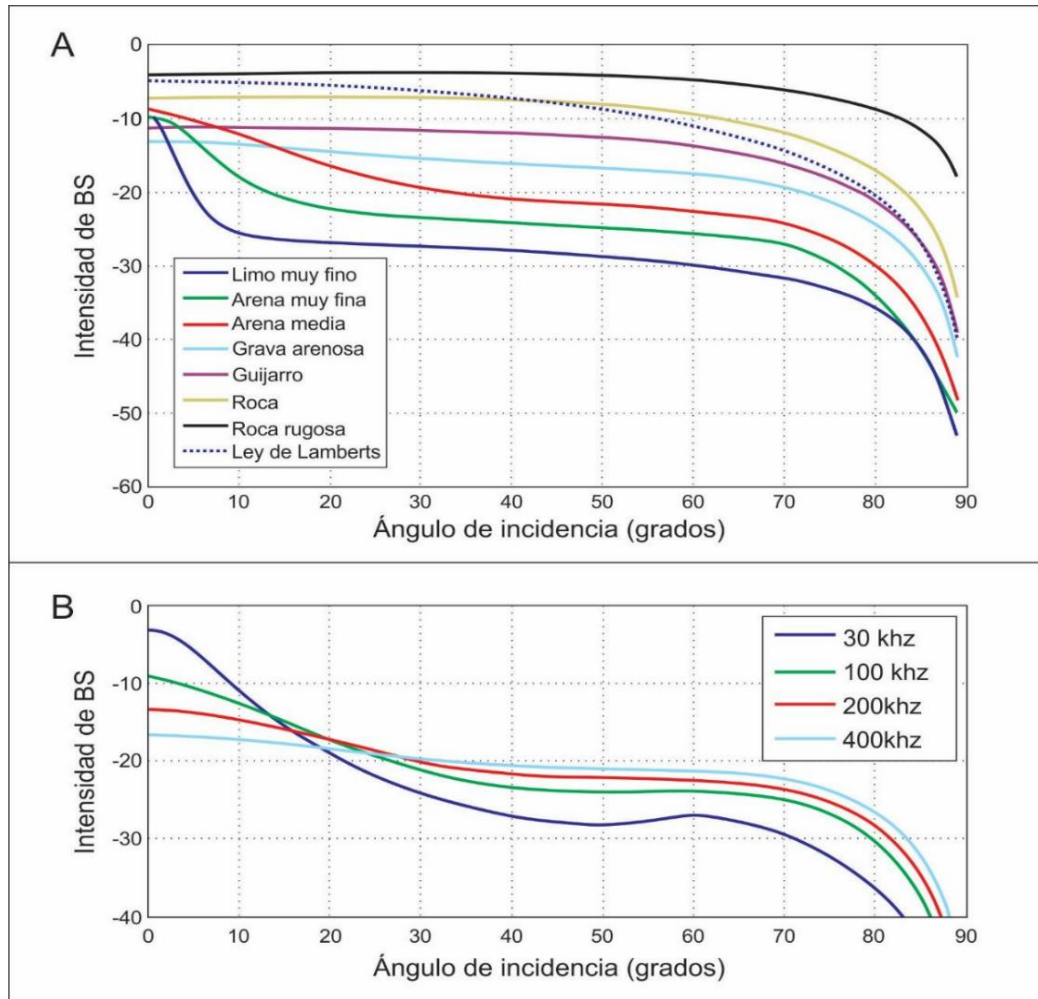 A
Intensidad de BS
0
-10
-20
-30
-40
-50
-60
Limo muy fino
Arena muy fina
Arena media
Grava arenosa
Guijarro
Roca
Roca rugosa
Ley de Lamberts
0 10 20 30 40 50 60 70 80 90
Ángulo de incidencia (grados)
B
Intensidad de BS
0
-10
-20
-30
-40
30 khz
100 khz
200khz
400khz
0 10 20 30 40 50 60 70 80 90
Ángulo de incidencia (grados)